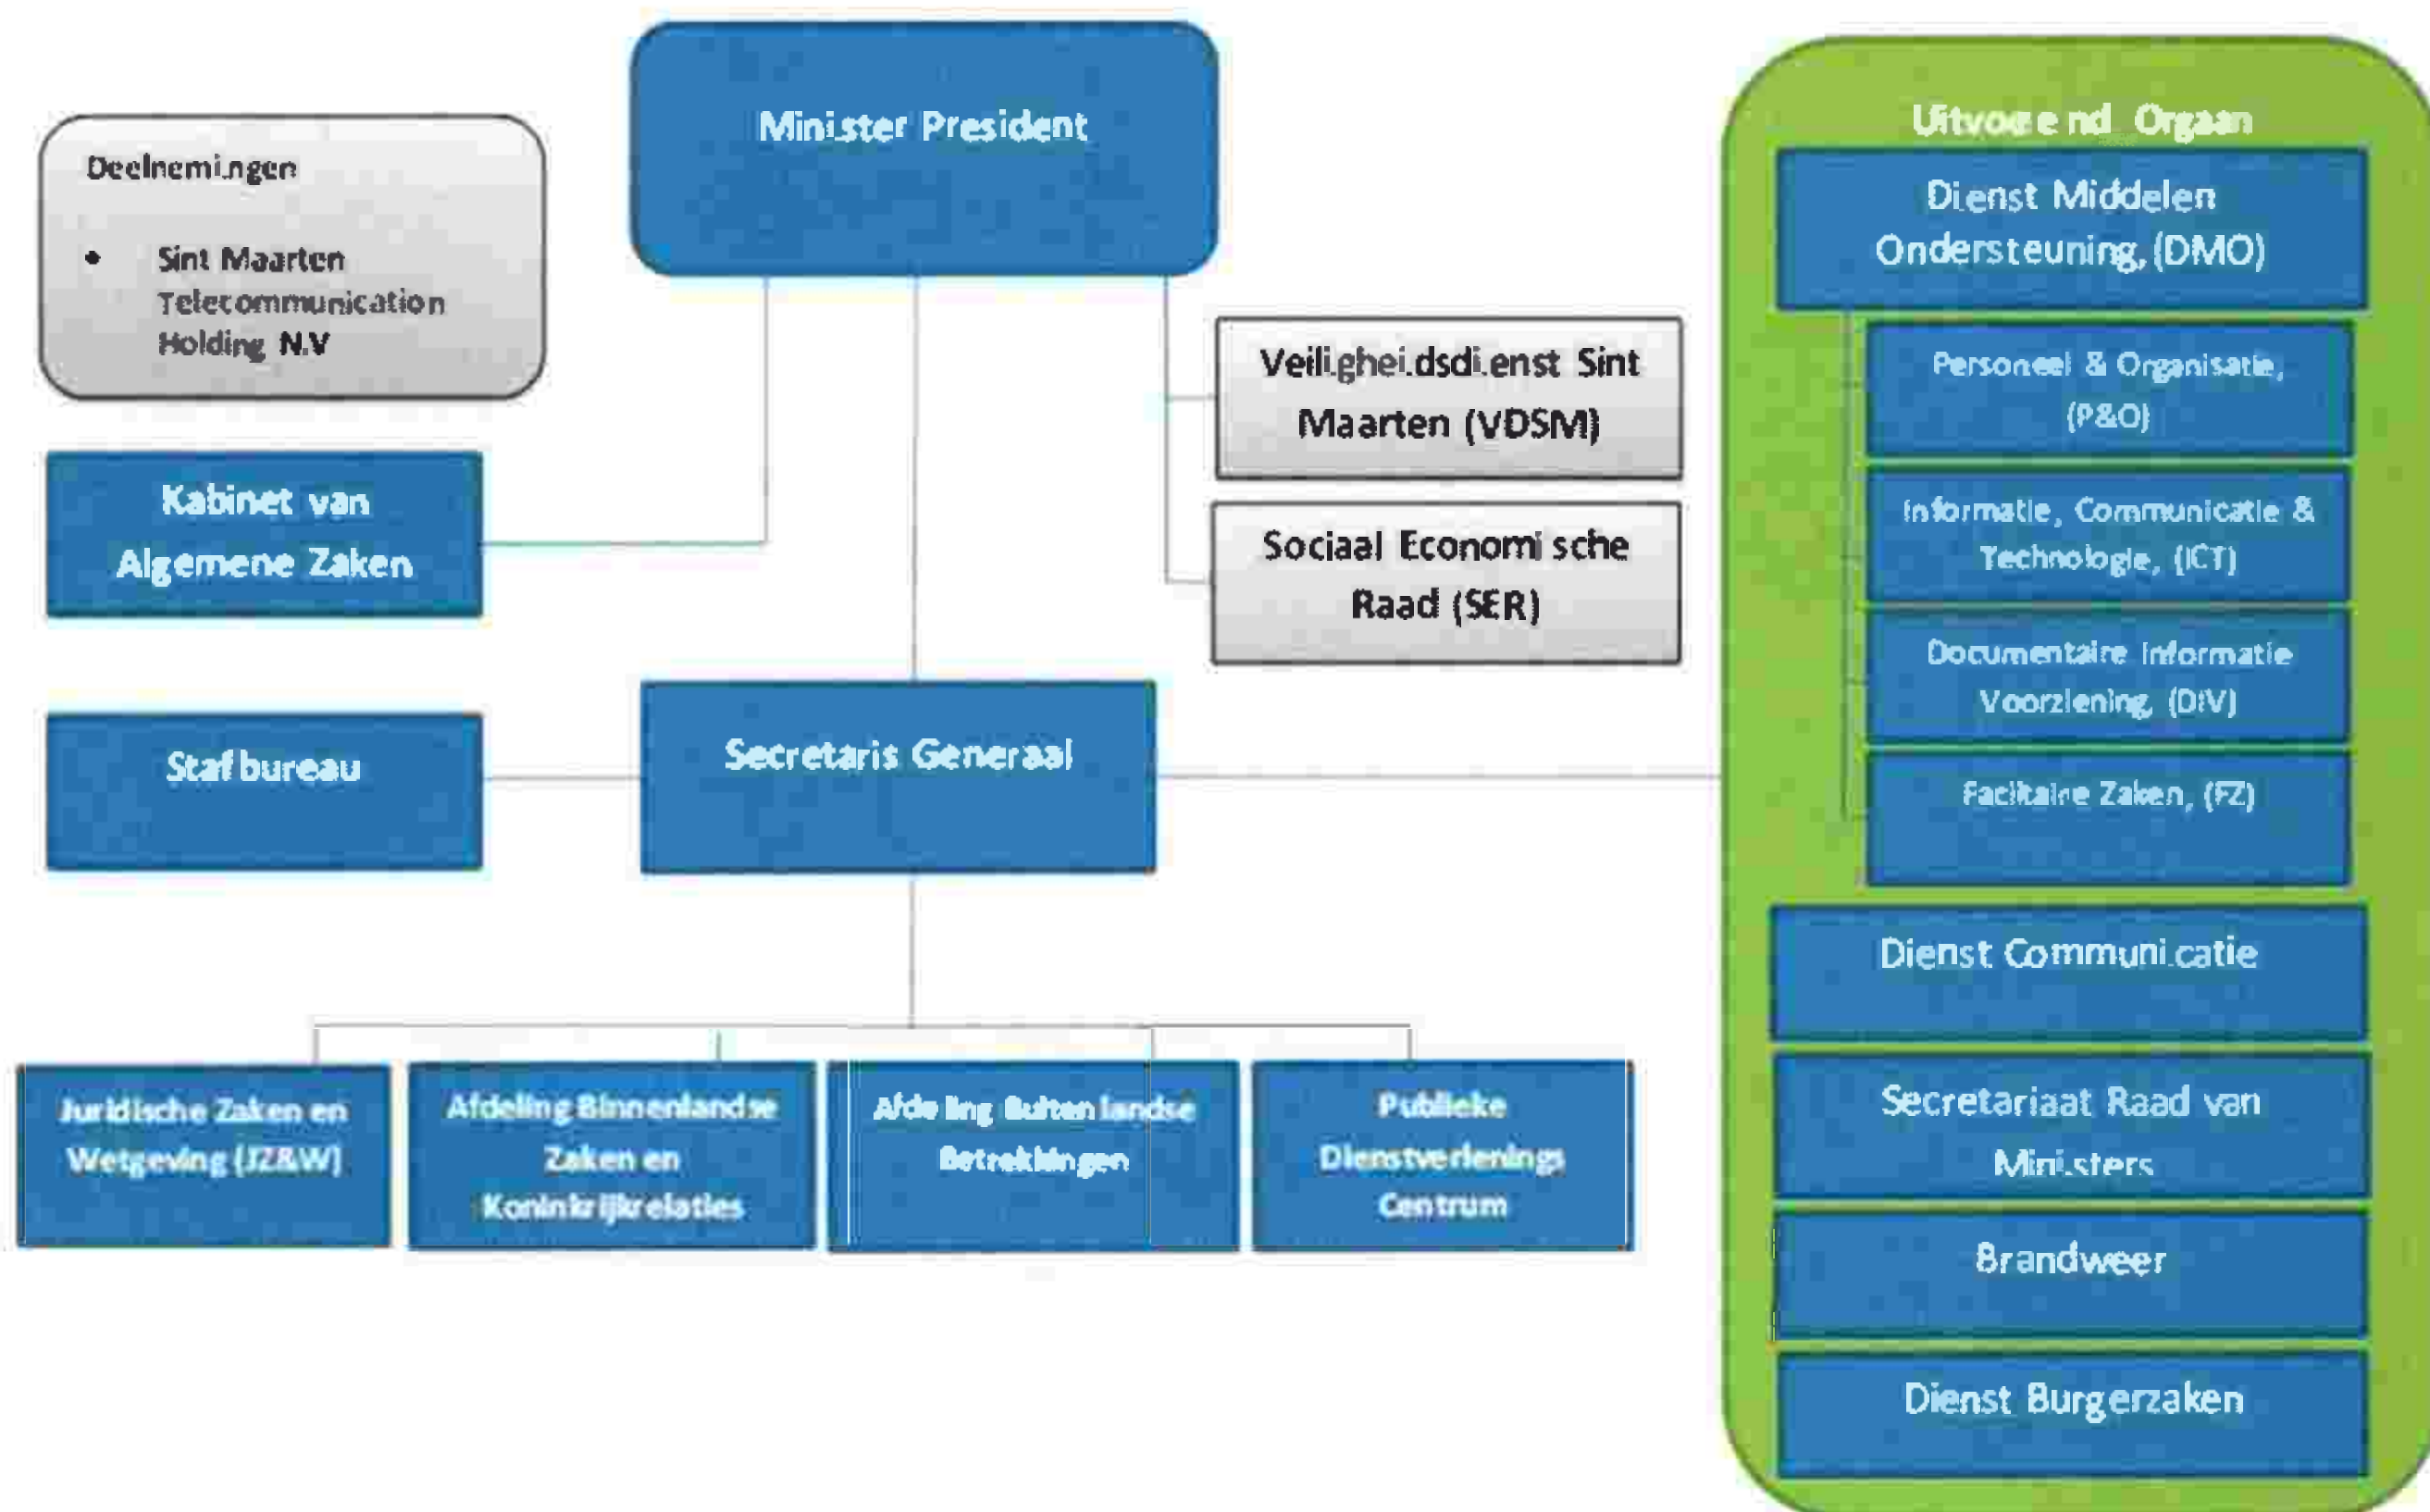 Minister President
Deelnemingen
• Sint Maarten
Telecommunication
Holding N.V
Kabinet van
Algemene Zaken
Veiligheidsdienst Sint
Maarten (VDSM)
Sociaal Economische
Raad (SER)
Stafbureau
Secretaris Generaal
Juridische Zaken en
Wetgeving (JZ&W)
Afdeling Binnenlandse
Zaken en
Koninkrijkrelaties
Afdeling Buitenlandse
Betrekkingen
Publieke
Dienstverlenings
Centrum
Uitvoerend Orgaan
Dienst Middelen
Ondersteuning, (DMO)
Personeel & Organisatie,
(P&O)
Informatie, Communicatie &
Technologie, (ICT)
Documentaire Informatie
Voorziening, (DIV)
Facilitaire Zaken, (FZ)
Dienst Communicatie
Secretariaat Raad van
Ministers
Brandweer
Dienst Burgerzaken